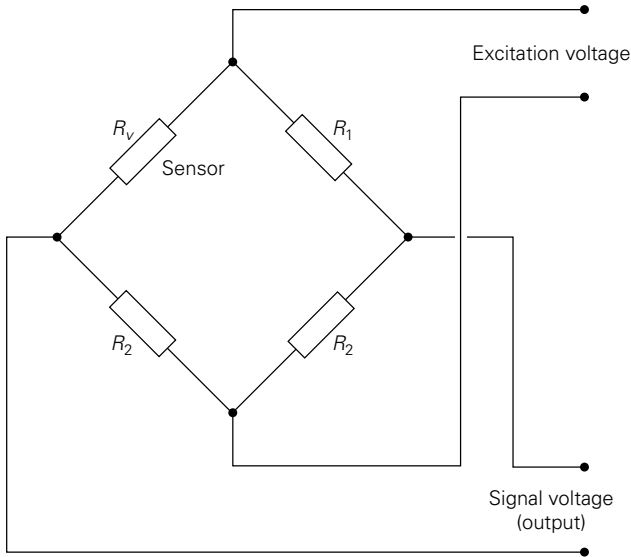 Excitation voltage
Rv
R1
Sensor
R2
R2
Signal voltage
(output)